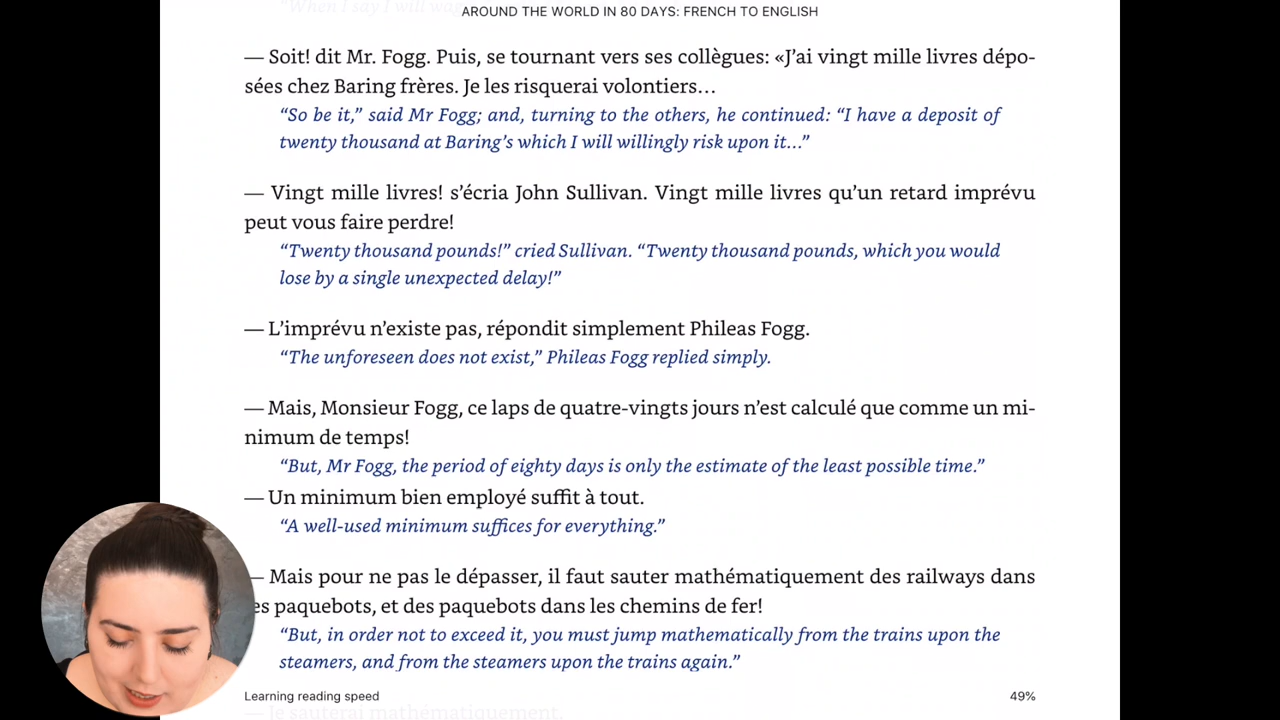 "When I say I will wag
AROUND THE WORLD IN 80 DAYS: FRENCH TO ENGLISH
— Soit! dit Mr. Fogg. Puis, se tournant vers ses collègues: «J’ai vingt mille livres dépo-
sées chez Baring frères. Je les risquerai volontiers…
“So be it,” said Mr Fogg; and, turning to the others, he continued: “I have a deposit of
twenty thousand at Baring’s which I will willingly risk upon it…”
— Vingt mille livres! s’écria John Sullivan. Vingt mille livres qu’un retard imprévu
peut vous faire perdre!
“Twenty thousand pounds!” cried Sullivan. “Twenty thousand pounds, which you would
lose by a single unexpected delay!”
— L’imprévu n’existe pas, répondit simplement Phileas Fogg.
“The unforeseen does not exist,” Phileas Fogg replied simply.
— Mais, Monsieur Fogg, ce laps de quatre-vingts jours n’est calculé que comme un mi-
nimum de temps!
“But, Mr Fogg, the period of eighty days is only the estimate of the least possible time.”
— Un minimum bien employé suffit à tout.
“A well-used minimum suffices for everything.”
— Mais pour ne pas le dépasser, il faut sauter mathématiquement des railways dans
es paquebots, et des paquebots dans les chemins de fer!
“But, in order not to exceed it, you must jump mathematically from the trains upon the
steamers, and from the steamers upon the trains again.”
Learning reading speed
49%
— Je sauterai mathématiquement.